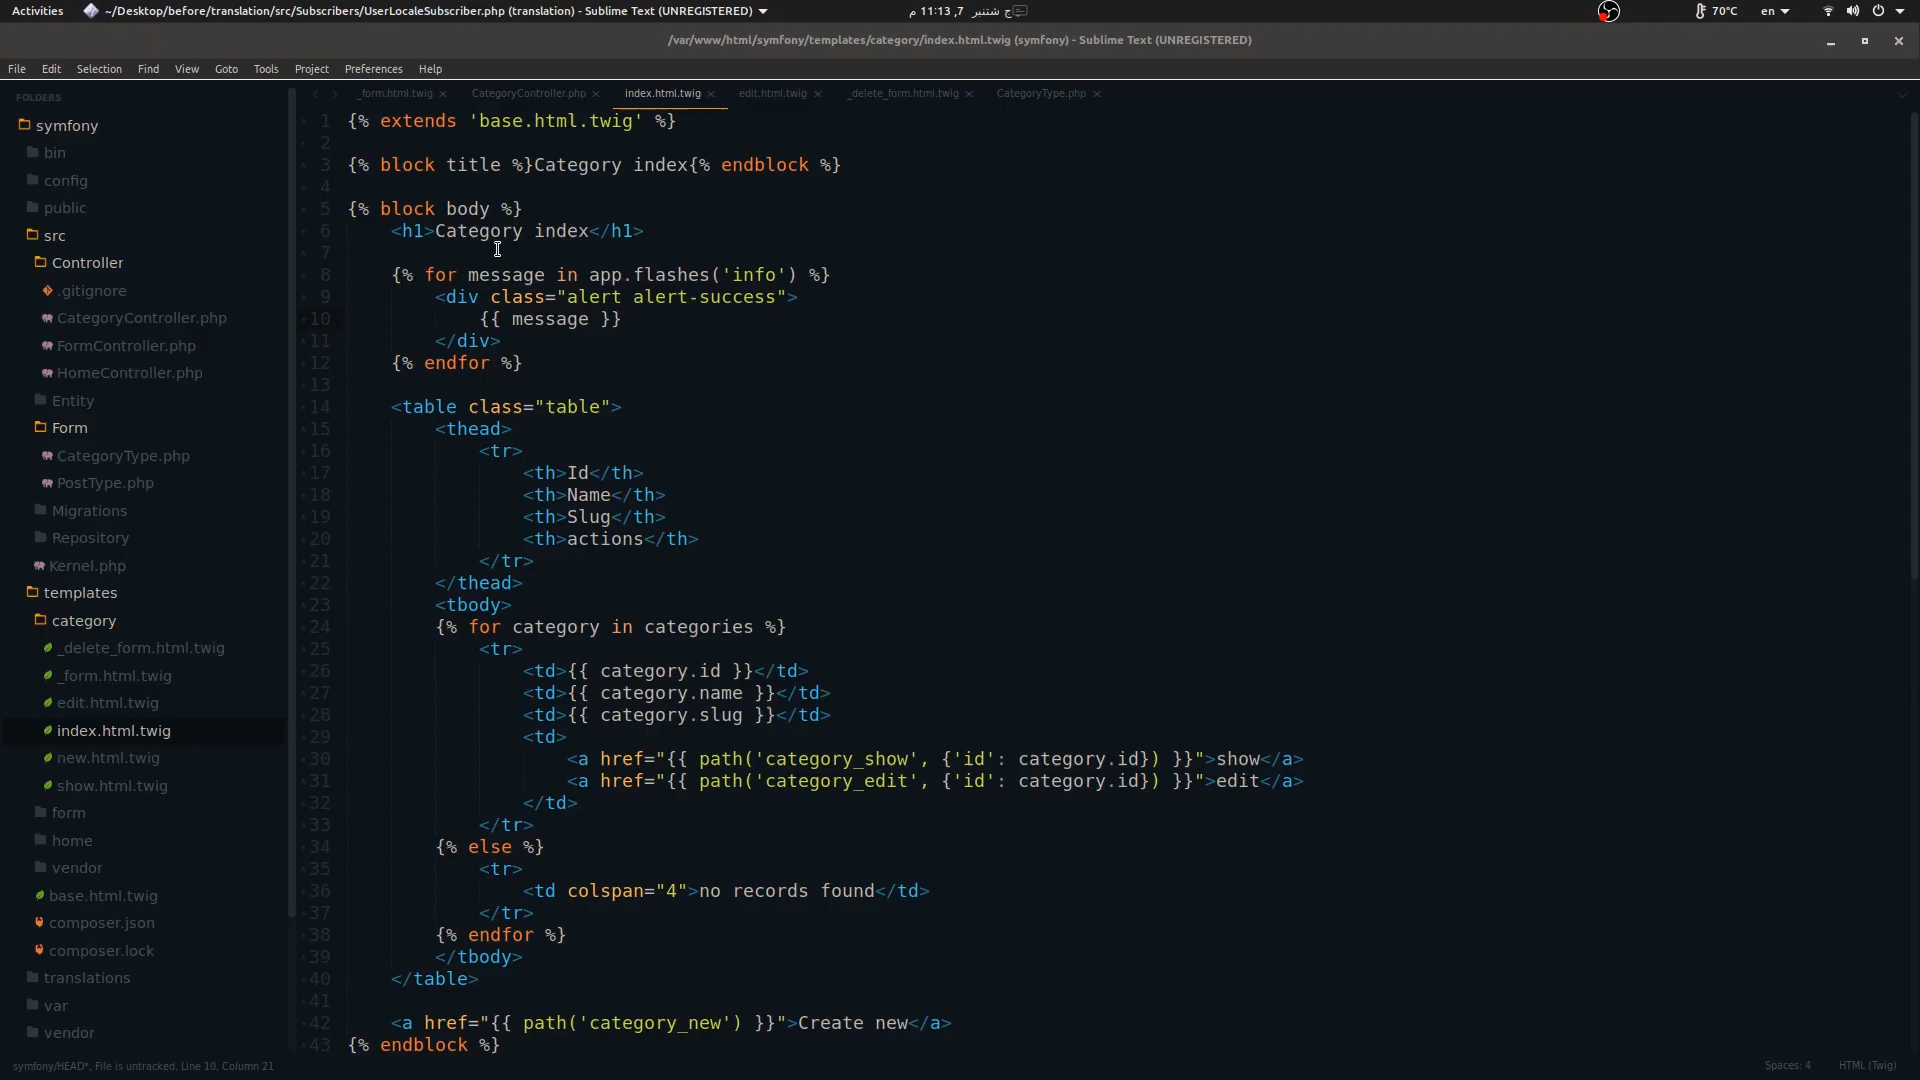 Activities ~/Desktop/before/translation/src/Subscribers/UserLocaleSubscriber.php (translation) - Sublime Text (UNREGISTERED) ج شتنبر 7, 11:13 م 70°C en
/var/www/html/symfony/templates/category/index.html.twig (symfony) - Sublime Text (UNREGISTERED)
File Edit Selection Find View Goto Tools Project Preferences Help
FOLDERS
symfony
bin
config
public
src
Controller
.gitignore
CategoryController.php
FormController.php
HomeController.php
Entity
Form
CategoryType.php
PostType.php
Migrations
Repository
Kernel.php
templates
category
_delete_form.html.twig
_form.html.twig
edit.html.twig
index.html.twig
new.html.twig
show.html.twig
form
home
vendor
base.html.twig
composer.json
composer.lock
translations
var
vendor
_form.html.twig CategoryController.php index.html.twig edit.html.twig _delete_form.html.twig CategoryType.php
1 {% extends 'base.html.twig' %}
2
3 {% block title %}Category index{% endblock %}
4
5 {% block body %}
6 <h1>Category index</h1>
7
8 {% for message in app.flashes('info') %}
9 <div class="alert alert-success">
10 {{ message }}
11 </div>
12 {% endfor %}
13
14 <table class="table">
15 <thead>
16 <tr>
17 <th>Id</th>
18 <th>Name</th>
19 <th>Slug</th>
20 <th>actions</th>
21 </tr>
22 </thead>
23 <tbody>
24 {% for category in categories %}
25 <tr>
26 <td>{{ category.id }}</td>
27 <td>{{ category.name }}</td>
28 <td>{{ category.slug }}</td>
29 <td>
30 <a href="{{ path('category_show', {'id': category.id}) }}">show</a>
31 <a href="{{ path('category_edit', {'id': category.id}) }}">edit</a>
32 </td>
33 </tr>
34 {% else %}
35 <tr>
36 <td colspan="4">no records found</td>
37 </tr>
38 {% endfor %}
39 </tbody>
40 </table>
41
42 <a href="{{ path('category_new') }}">Create new</a>
43 {% endblock %}
symfony/HEAD*, File is untracked, Line 10, Column 21 Spaces: 4 HTML (Twig)